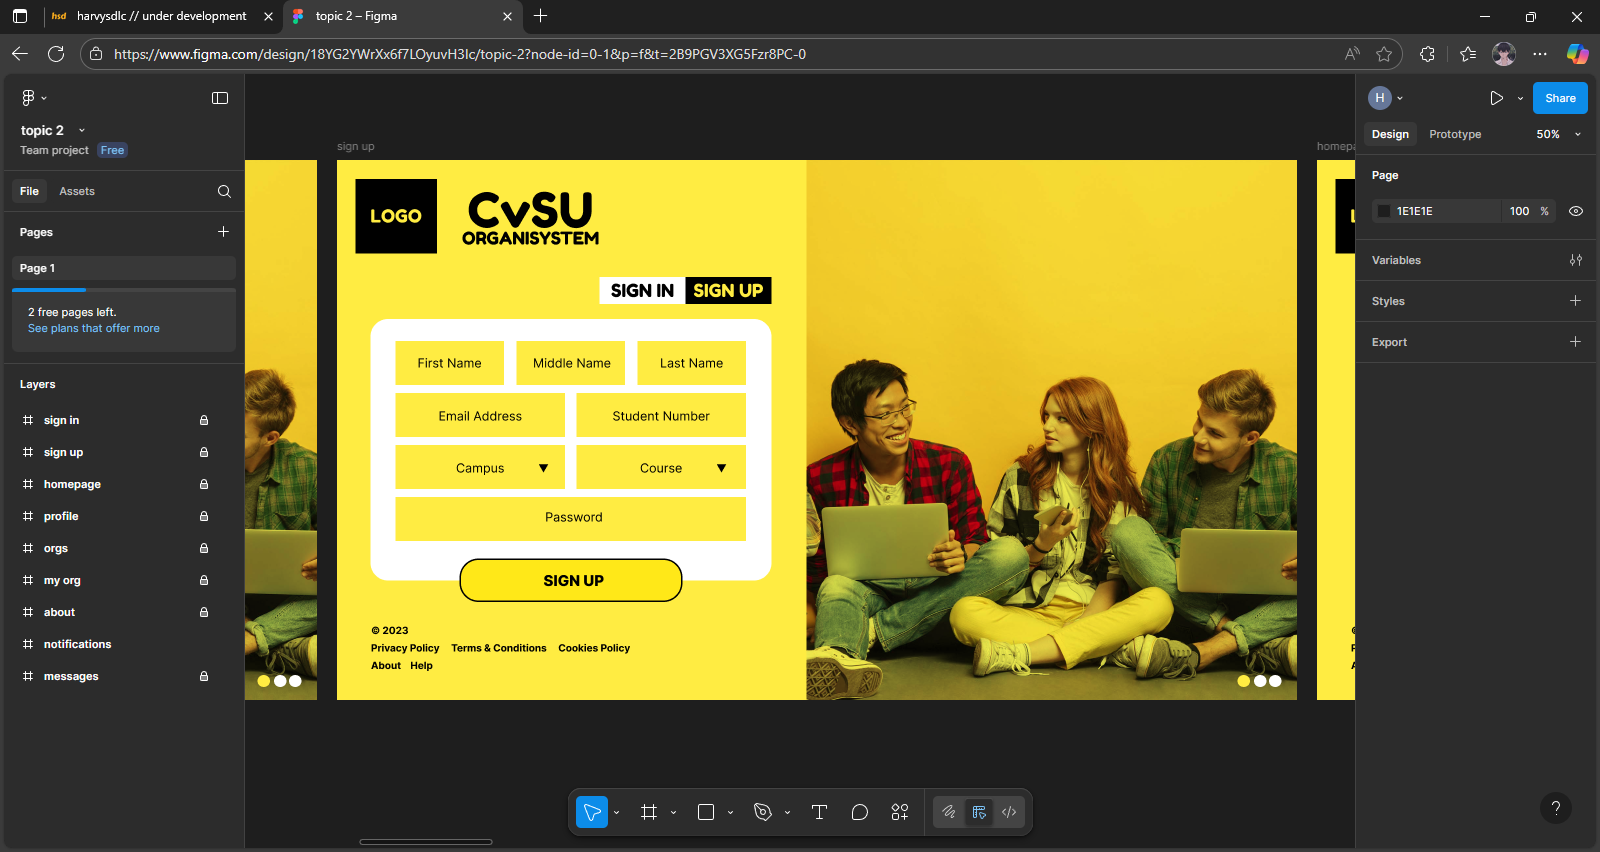 hsd harvysdlc // under development
topic 2 – Figma
https://www.figma.com/design/18YG2YWrXx6f7LOyuvH3Ic/topic-2?node-id=0-1&p=f&t=2B9PGV3XG5Fzr8PC-0
topic 2
Team project Free
File Assets
Pages
Page 1
2 free pages left.
See plans that offer more
Layers
sign in
sign up
homepage
profile
orgs
my org
about
notifications
messages
sign up
LOGO
CvSU
ORGANISYSTEM
SIGN IN SIGN UP
First Name Middle Name Last Name
Email Address Student Number
Campus Course
Password
SIGN UP
© 2023
Privacy Policy Terms & Conditions Cookies Policy
About Help
homepa
H
Share
Design Prototype 50%
Page
1E1E1E 100 %
Variables
Styles
Export
?